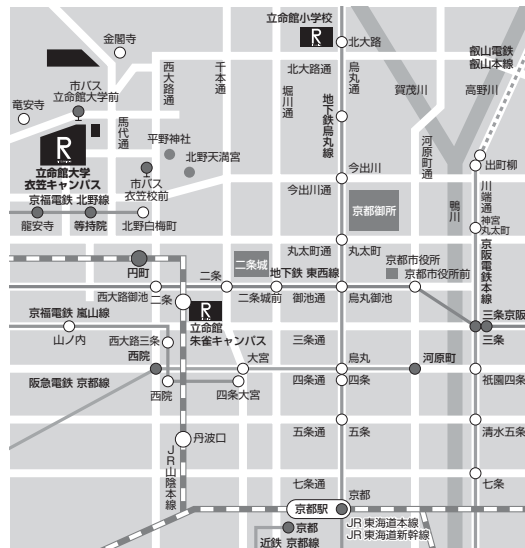 立命館小学校
R
北大路
金閣寺
叡山電鉄
叡山本線
西大路通
千本通
北大路通
烏丸通
賀茂川
高野川
市バス
立命館大学前
竜安寺
馬代通
堀川通
地下鉄烏丸線
R
平野神社
北野天満宮
河原町通
立命館大学
衣笠キャンパス
市バス
衣笠校前
今出川
出町柳
今出川通
京福電鉄 北野線
京都御所
鴨川
川端通
龍安寺
等持院
北野白梅町
神宮
丸太町
丸太町通
丸太町
京阪電鉄本線
円町
二条城
京都市役所
二条
地下鉄 東西線
京都市役所前
西大路御池
二条
二条城前
御池通
烏丸御池
京福電鉄 嵐山線
R
三条京阪
立命館
朱雀キャンパス
西大路三条
三条通
三条
山ノ内
西院
大宮
烏丸
河原町
阪急電鉄 京都線
四条通
四条
祇園四条
西院
四条大宮
丹波口
五条通
五条
清水五条
JR山陰本線
七条通
七条
京都
京都駅
京都
近鉄 京都線
JR 東海道本線
JR 東海道新幹線